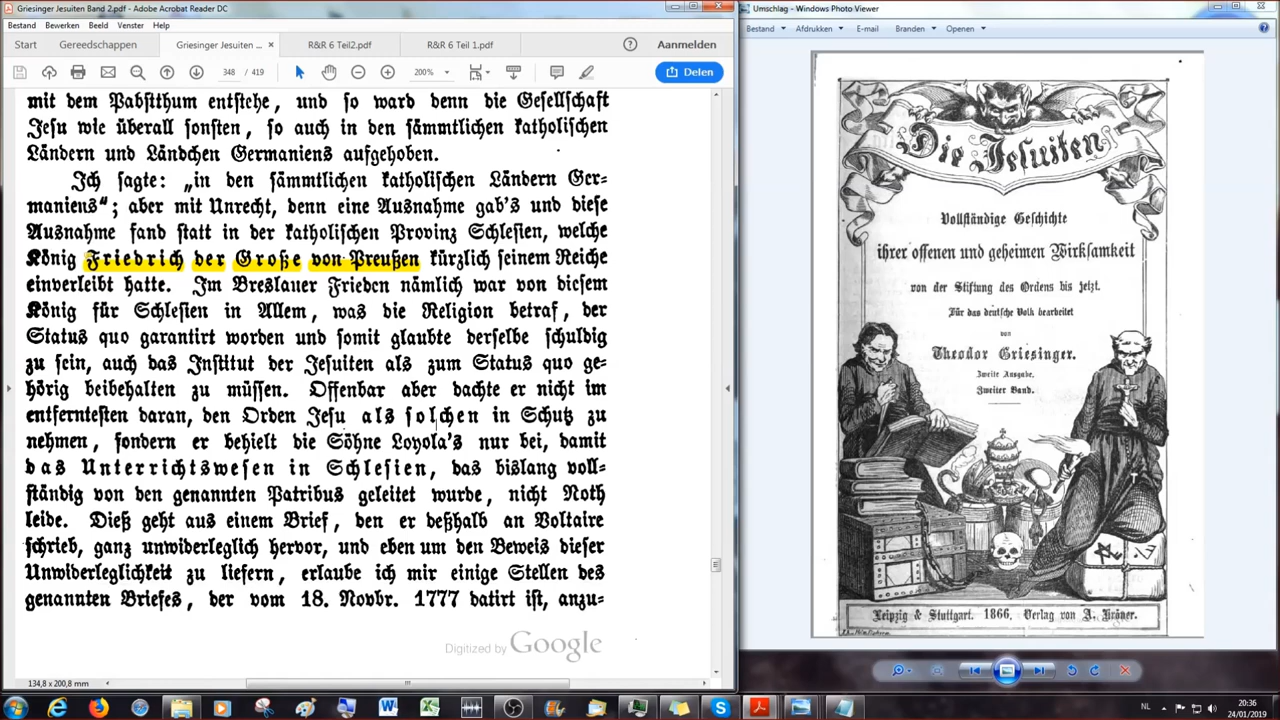 Griesinger Jesuiten Band 2.pdf - Adobe Acrobat Reader DC
Bestand Bewerken Beeld Venster Help
Start Gereedschappen Griesinger Jesuiten ... × R&R 6 Teil2.pdf R&R 6 Teil 1.pdf Aanmelden
348 / 419 200% Delen
mit dem Pabstthum entstehe, und so ward denn die Gesellschaft
Jesu wie überall sonsten, so auch in den sämmtlichen katholischen
Ländern und Ländchen Germaniens aufgehoben.
Ich sagte: „in den sämmtlichen katholischen Ländern Ger-
maniens“; aber mit Unrecht, denn eine Ausnahme gab's und diese
Ausnahme fand statt in der katholischen Provinz Schlesien, welche
König Friedrich der Große von Preußen kürzlich seinem Reiche
einverleibt hatte. Im Breslauer Frieden nämlich war von diesem
König für Schlesien in Allem, was die Religion betraf, der
Status quo garantirt worden und somit glaubte derselbe schuldig
zu sein, auch das Institut der Jesuiten als zum Status quo ge-
hörig beibehalten zu müssen. Offenbar aber dachte er nicht im
entferntesten daran, den Orden Jesu als solchen in Schutz zu
nehmen, sondern er behielt die Söhne Loyola's nur bei, damit
das Unterrichtswesen in Schlesien, das bislang voll-
ständig von den genannten Patribus geleitet wurde, nicht Noth
leide. Dieß geht aus einem Brief, den er deßhalb an Voltaire
schrieb, ganz unwiderleglich hervor, und eben um den Beweis dieser
Unwiderleglichkeit zu liefern, erlaube ich mir einige Stellen des
genannten Briefes, der vom 18. Novbr. 1777 datirt ist, anzu-
Digitized by Google
134,8 x 200,8 mm
Umschlag - Windows Photo Viewer
Bestand Afdrukken E-mail Branden Openen
Die Jesuiten
Vollständige Geschichte
ihrer offenen und geheimen Wirksamkeit
von der Stiftung des Ordens bis jetzt.
Für das deutsche Volk bearbeitet
von
Theodor Griesinger.
Zweite Ausgabe.
Zweiter Band.
Leipzig & Stuttgart. 1866. Verlag von A. Kröner.
NL 20:36
24/01/2019